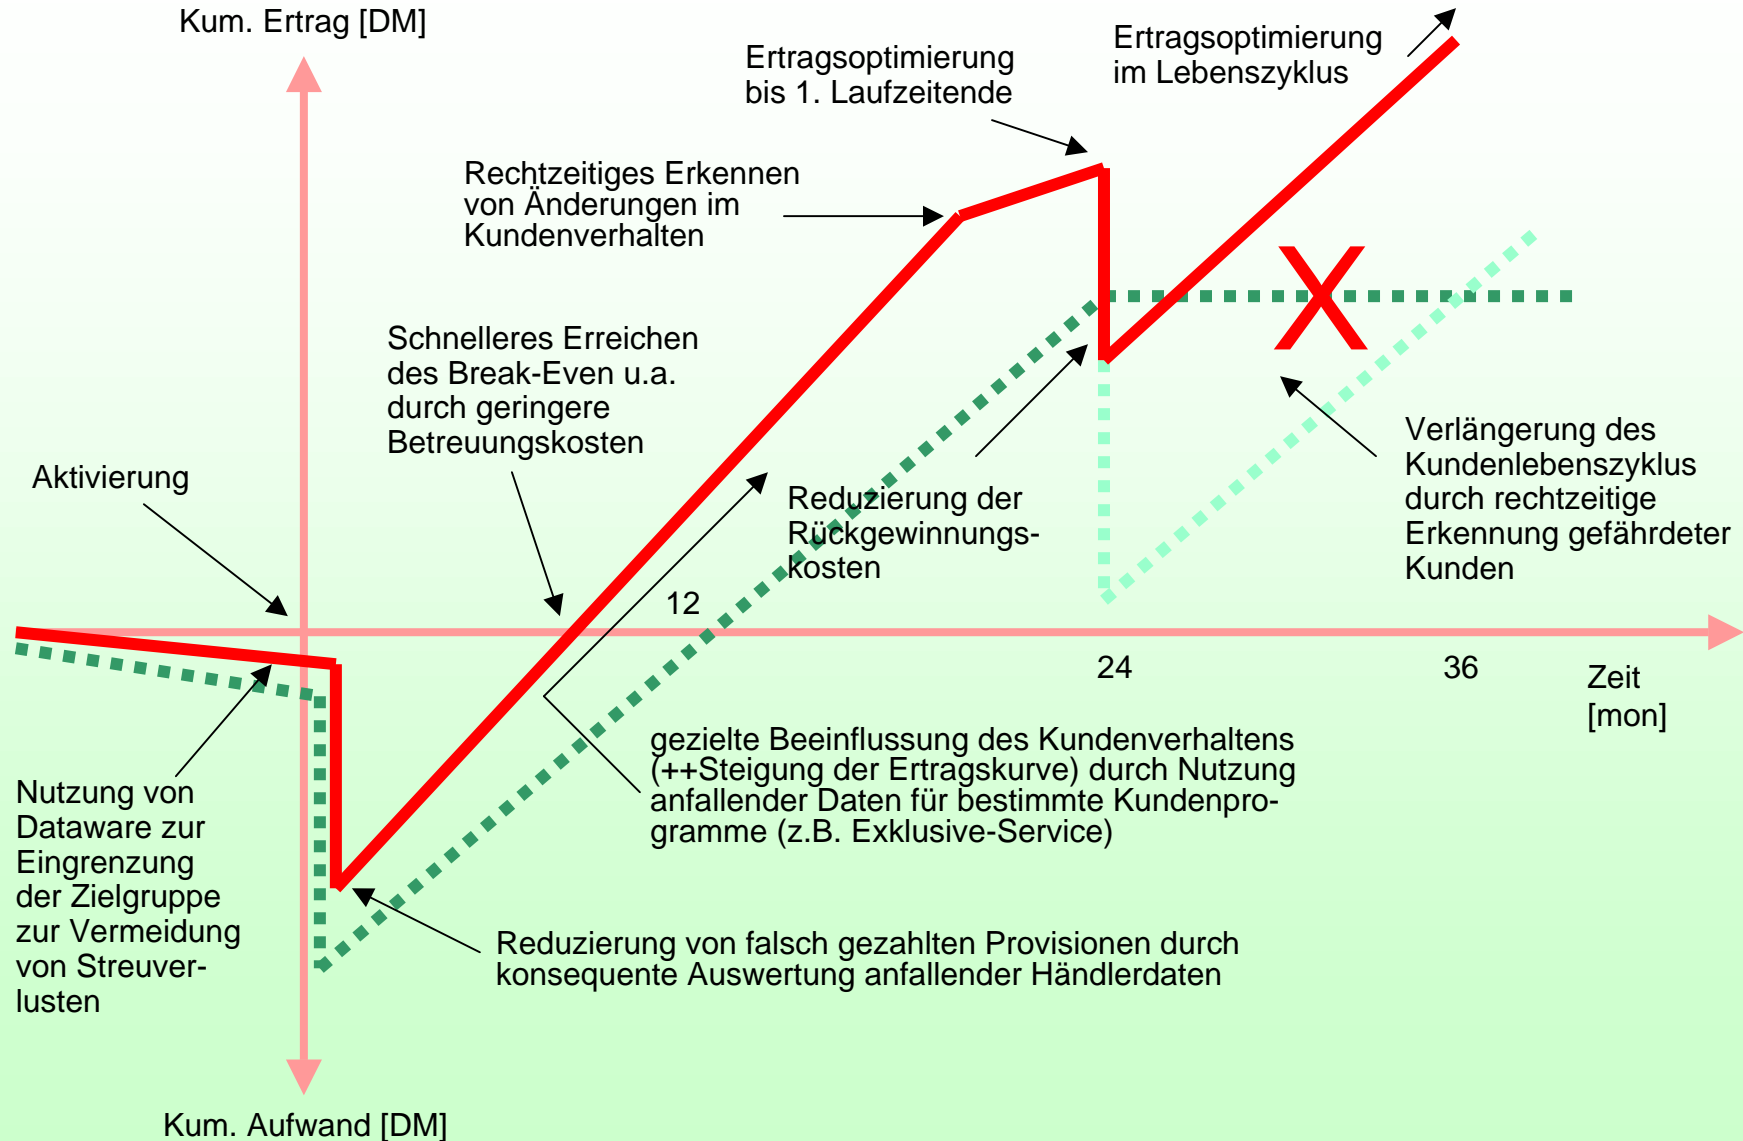 Kum. Ertrag [DM]
Ertragsoptimierung
bis 1. Laufzeitende
Ertragsoptimierung
im Lebenszyklus
Rechtzeitiges Erkennen
von Änderungen im
Kundenverhalten
Schnelleres Erreichen
des Break-Even u.a.
durch geringere
Betreuungskosten
Aktivierung
Reduzierung der
Rückgewinnungs-
kosten
Verlängerung des
Kundenlebenszyklus
durch rechtzeitige
Erkennung gefährdeter
Kunden
X
12
24
36
Zeit
[mon]
gezielte Beeinflussung des Kundenverhaltens
(++Steigung der Ertragskurve) durch Nutzung
anfallender Daten für bestimmte Kundenpro-
gramme (z.B. Exklusive-Service)
Nutzung von
Dataware zur
Eingrenzung
der Zielgruppe
zur Vermeidung
von Streuver-
lusten
Reduzierung von falsch gezahlten Provisionen durch
konsequente Auswertung anfallender Händlerdaten
Kum. Aufwand [DM]